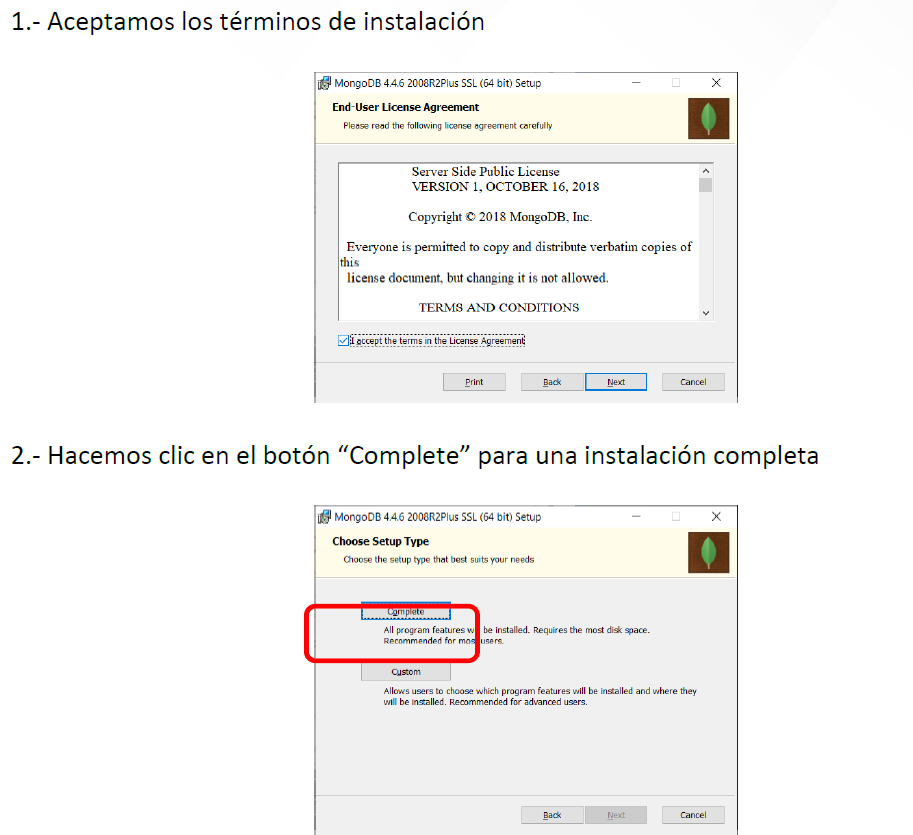 1.- Aceptamos los términos de instalación
MongoDB 4.4.6 2008R2Plus SSL (64 bit) Setup
End-User License Agreement
Please read the following license agreement carefully
Server Side Public License
VERSION 1, OCTOBER 16, 2018
Copyright © 2018 MongoDB, Inc.
Everyone is permitted to copy and distribute verbatim copies of
this
license document, but changing it is not allowed.
TERMS AND CONDITIONS
I accept the terms in the License Agreement
Print Back Next Cancel
2.- Hacemos clic en el botón “Complete” para una instalación completa
MongoDB 4.4.6 2008R2Plus SSL (64 bit) Setup
Choose Setup Type
Choose the setup type that best suits your needs
Complete
All program features will be installed. Requires the most disk space.
Recommended for most users.
Custom
Allows users to choose which program features will be installed and where they
will be installed. Recommended for advanced users.
Back Next Cancel